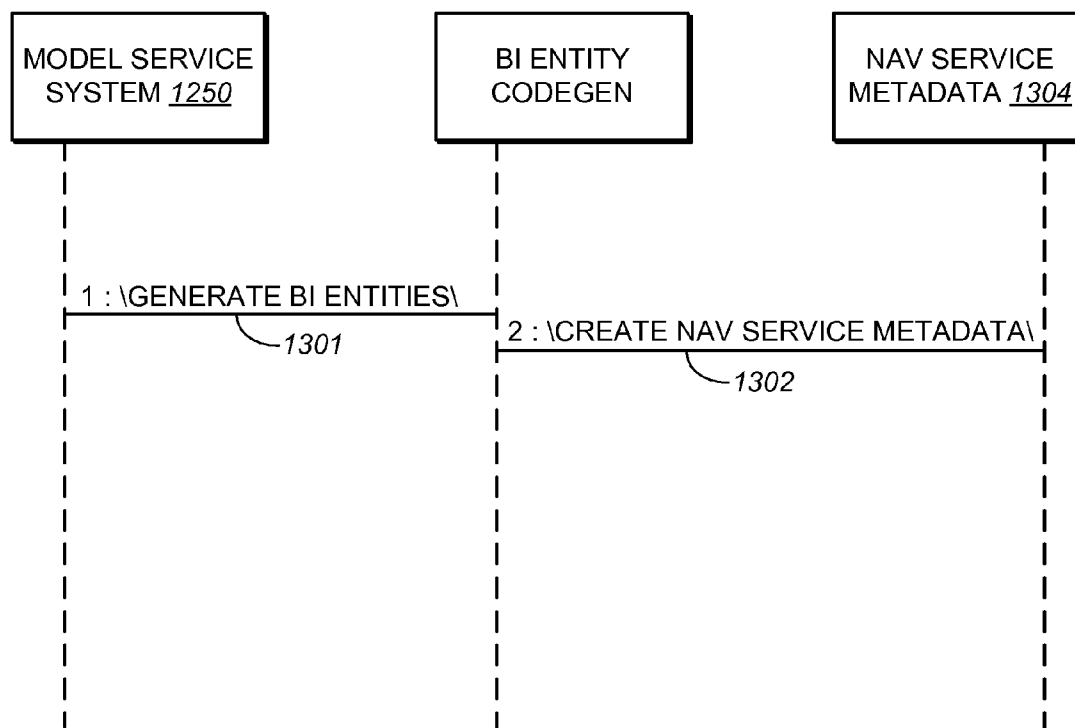 MODEL SERVICE
SYSTEM 1250
BI ENTITY
CODEGEN
NAV SERVICE
METADATA 1304
1 : \GENERATE BI ENTITIES\
1301
2 : \CREATE NAV SERVICE METADATA\
1302